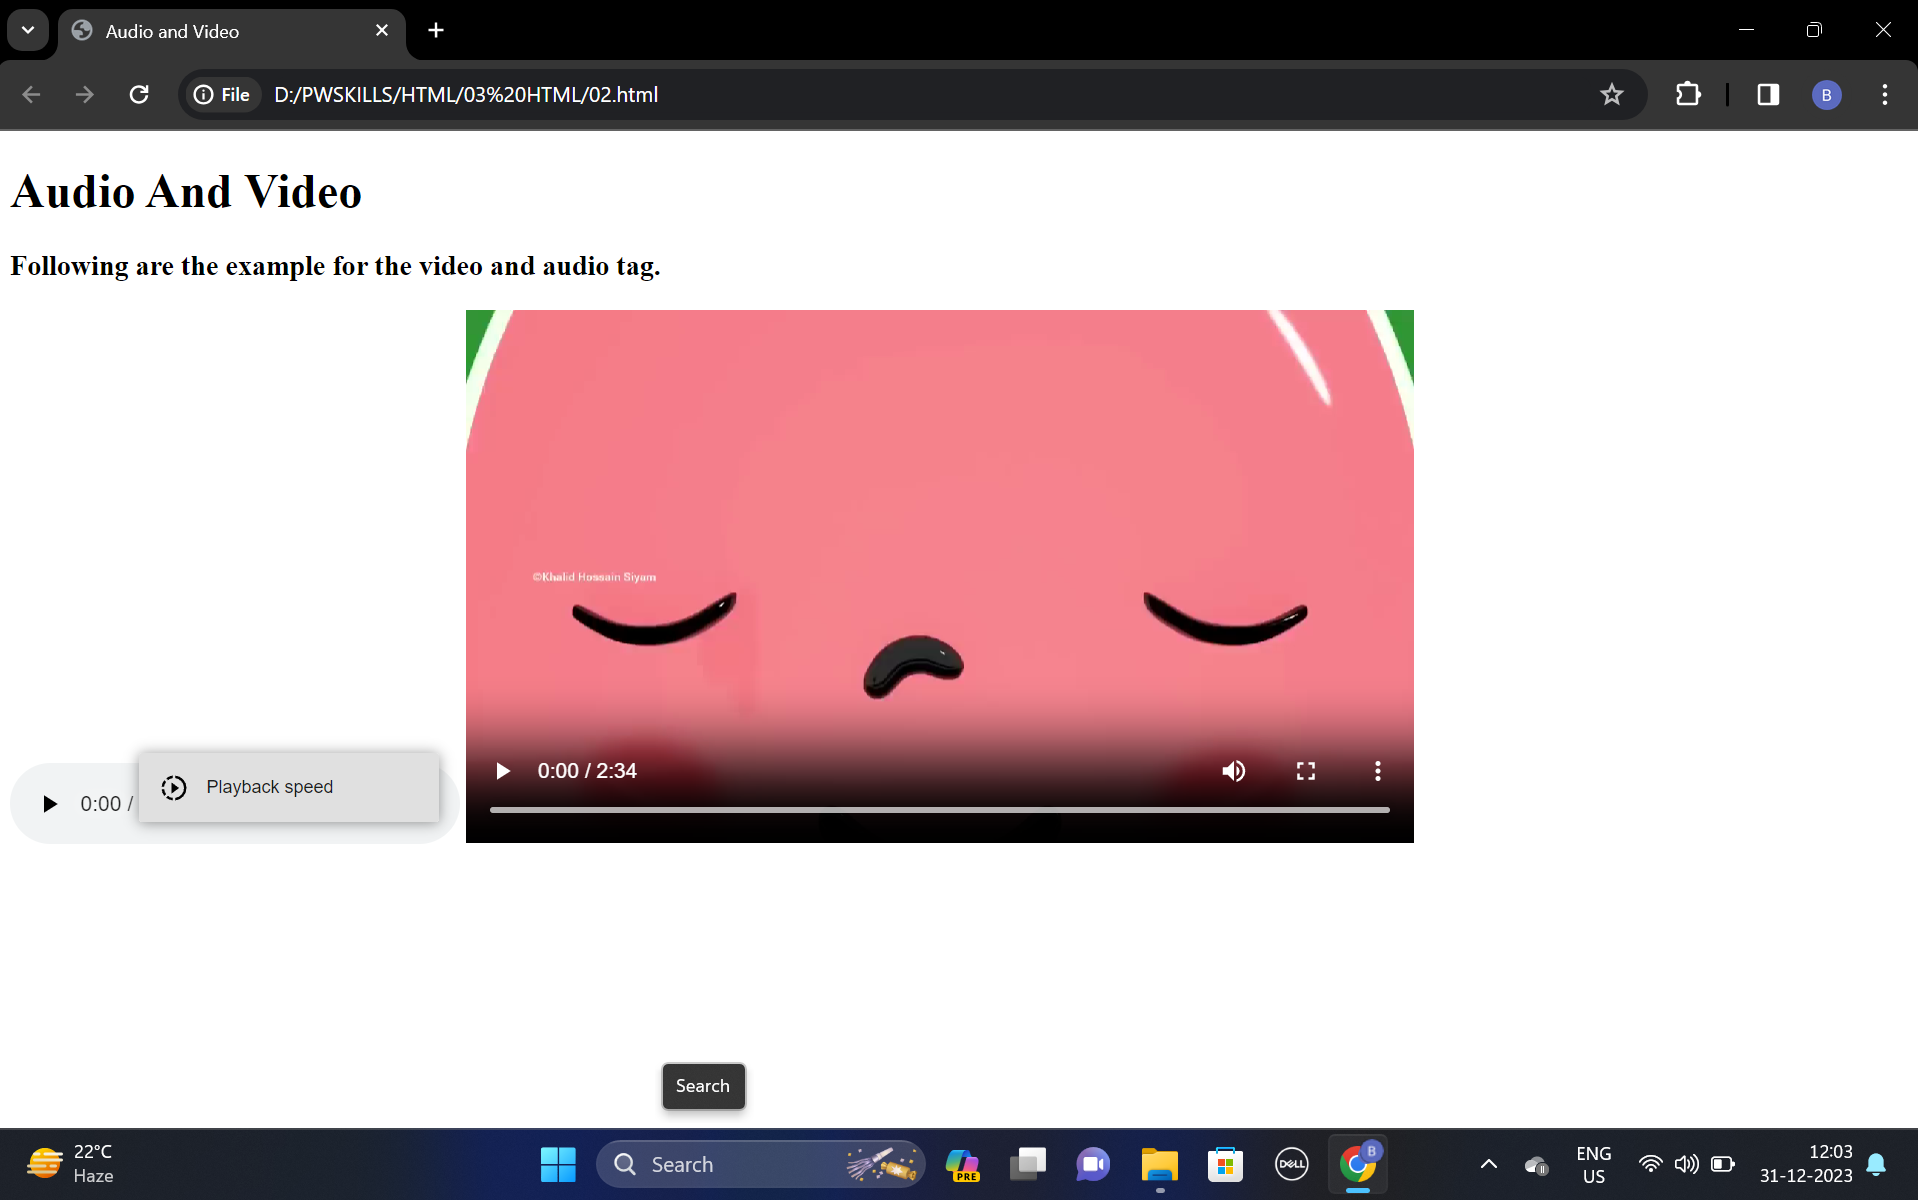 Audio and Video
File
D:/PWSKILLS/HTML/03%20HTML/02.html
B
Audio And Video
Following are the example for the video and audio tag.
©Khalid Hossain Siyam
0:00 / 2:34
0:00 /
Playback speed
Search
22°C
Haze
Search
PRE
DELL
B
ENG
US
12:03
31-12-2023